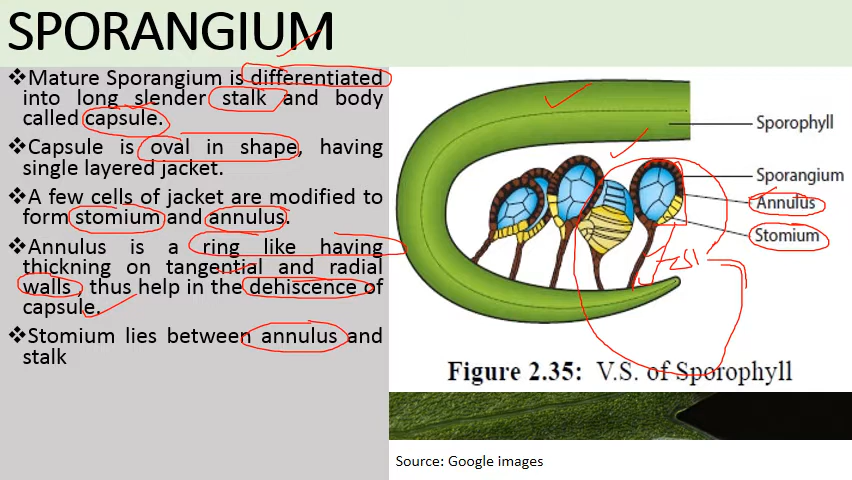 SPORANGIUM
❖Mature Sporangium is differentiated
into long slender stalk and body
called capsule.
❖Capsule is oval in shape, having
single layered jacket.
❖A few cells of jacket are modified to
form stomium and annulus.
❖Annulus is a ring like having
thickning on tangential and radial
walls , thus help in the dehiscence of
capsule.
❖Stomium lies between annulus and
stalk
Sporophyll
Sporangium
Annulus
Stomium
Figure 2.35: V.S. of Sporophyll
Source: Google images